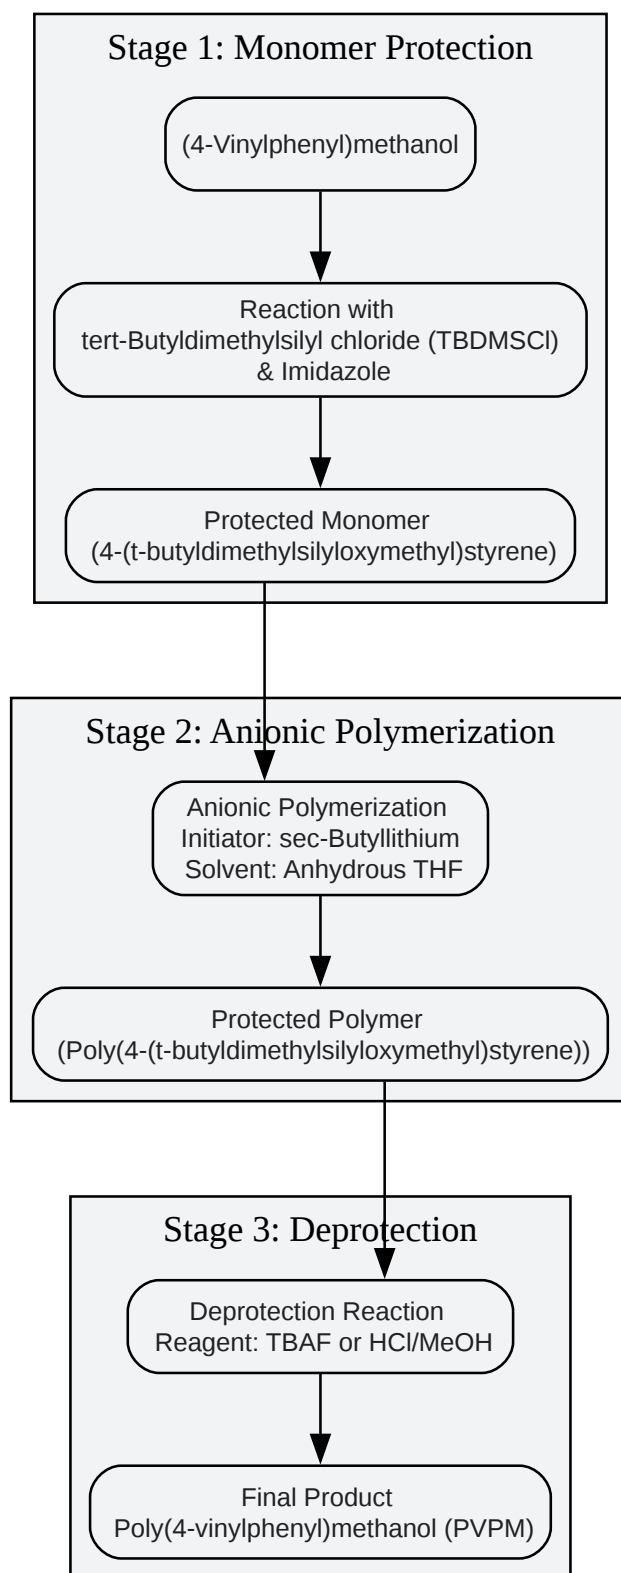 Stage 1: Monomer Protection
(4-Vinylphenyl)methanol
Reaction with
tert-Butyldimethylsilyl chloride (TBDMSCl)
& Imidazole
Protected Monomer
(4-(t-butyldimethylsilyloxymethyl)styrene)
Stage 2: Anionic Polymerization
Anionic Polymerization
Initiator: sec-Butyllithium
Solvent: Anhydrous THF
Protected Polymer
(Poly(4-(t-butyldimethylsilyloxymethyl)styrene))
Stage 3: Deprotection
Deprotection Reaction
Reagent: TBAF or HCl/MeOH
Final Product
Poly(4-vinylphenyl)methanol (PVPM)